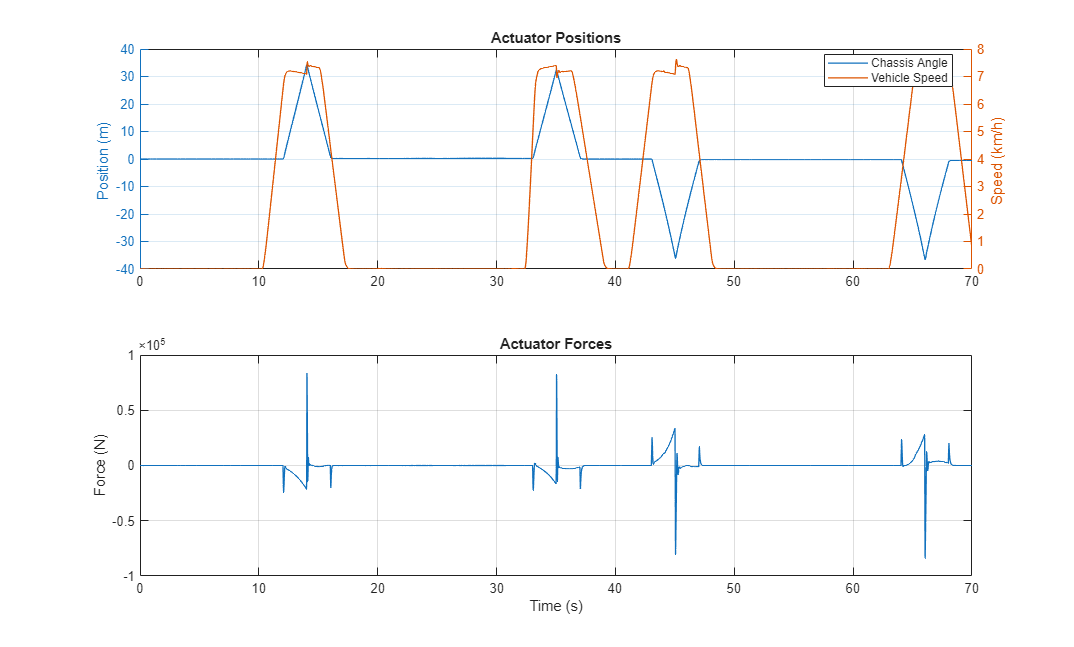 Actuator Positions
40
30
20
10
0
-10
-20
-30
-40
Position (m)
8
7
6
5
4
3
2
1
0
Speed (km/h)
Chassis Angle
Vehicle Speed
0 10 20 30 40 50 60 70
Actuator Forces
×10⁵
1
0.5
0
-0.5
-1
Force (N)
0 10 20 30 40 50 60 70
Time (s)